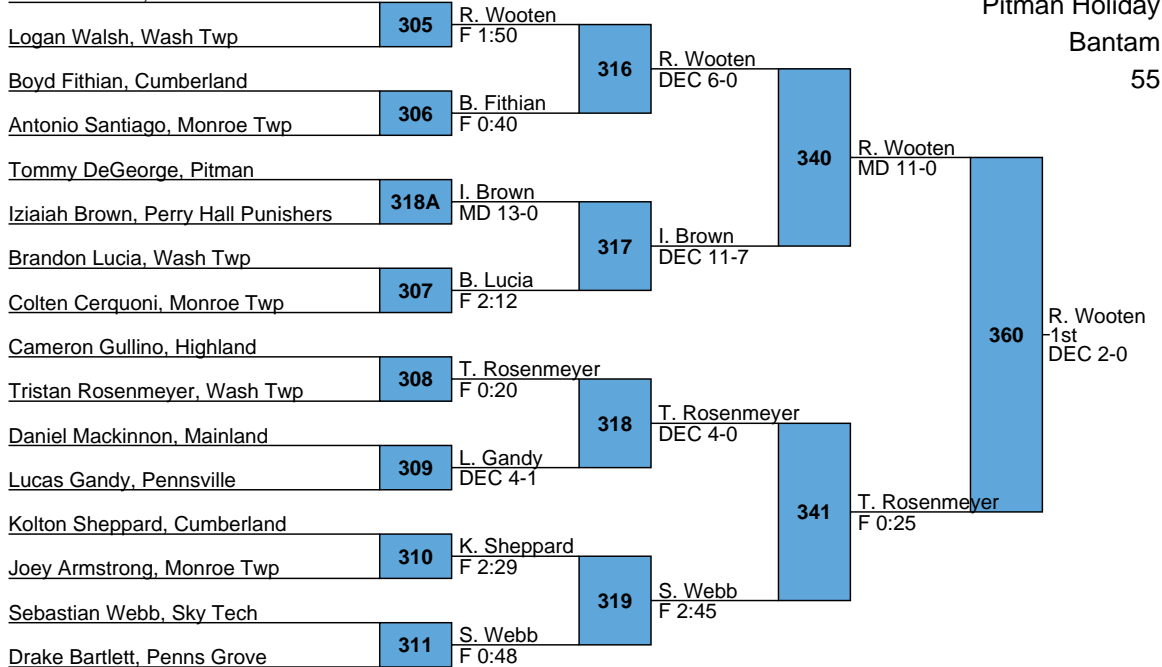 Pitman Holiday
Bantam
55
305
R. Wooten
F 1:50
Logan Walsh, Wash Twp
316
R. Wooten
DEC 6-0
Boyd Fithian, Cumberland
306
B. Fithian
F 0:40
Antonio Santiago, Monroe Twp
340
R. Wooten
MD 11-0
Tommy DeGeorge, Pitman
318A
I. Brown
MD 13-0
Iziaiah Brown, Perry Hall Punishers
317
I. Brown
DEC 11-7
Brandon Lucia, Wash Twp
307
B. Lucia
F 2:12
Colten Cerquoni, Monroe Twp
360
R. Wooten
1st
DEC 2-0
Cameron Gullino, Highland
308
T. Rosenmeyer
F 0:20
Tristan Rosenmeyer, Wash Twp
318
T. Rosenmeyer
DEC 4-0
Daniel Mackinnon, Mainland
309
L. Gandy
DEC 4-1
Lucas Gandy, Pennsville
341
T. Rosenmeyer
F 0:25
Kolton Sheppard, Cumberland
310
K. Sheppard
F 2:29
Joey Armstrong, Monroe Twp
319
S. Webb
F 2:45
Sebastian Webb, Sky Tech
311
S. Webb
F 0:48
Drake Bartlett, Penns Grove